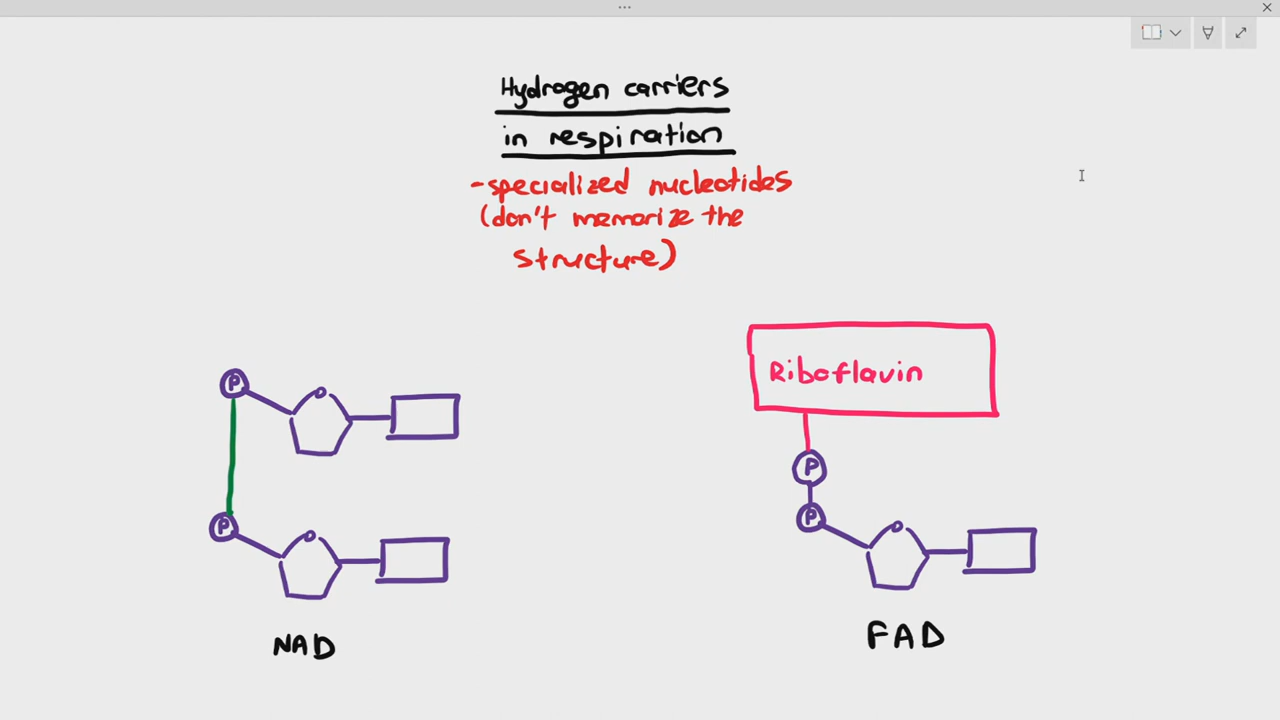 Hydrogen carriers
in respiration
-specialized nucleotides
(don't memorize the
structure)
Riboflavin
P
P
P
P
NAD
FAD